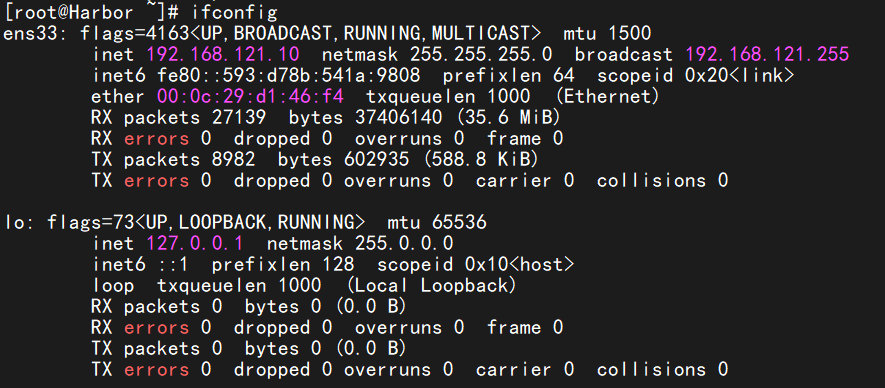 [root@Harbor ~]# ifconfig
ens33: flags=4163<UP,BROADCAST,RUNNING,MULTICAST>  mtu 1500
        inet 192.168.121.10  netmask 255.255.255.0  broadcast 192.168.121.255
        inet6 fe80::593:d78b:541a:9808  prefixlen 64  scopeid 0x20<link>
        ether 00:0c:29:d1:46:f4  txqueuelen 1000  (Ethernet)
        RX packets 27139  bytes 37406140 (35.6 MiB)
        RX errors 0  dropped 0  overruns 0  frame 0
        TX packets 8982  bytes 602935 (588.8 KiB)
        TX errors 0  dropped 0 overruns 0  carrier 0  collisions 0

lo: flags=73<UP,LOOPBACK,RUNNING>  mtu 65536
        inet 127.0.0.1  netmask 255.0.0.0
        inet6 ::1  prefixlen 128  scopeid 0x10<host>
        loop  txqueuelen 1000  (Local Loopback)
        RX packets 0  bytes 0 (0.0 B)
        RX errors 0  dropped 0  overruns 0  frame 0
        TX packets 0  bytes 0 (0.0 B)
        TX errors 0  dropped 0 overruns 0  carrier 0  collisions 0